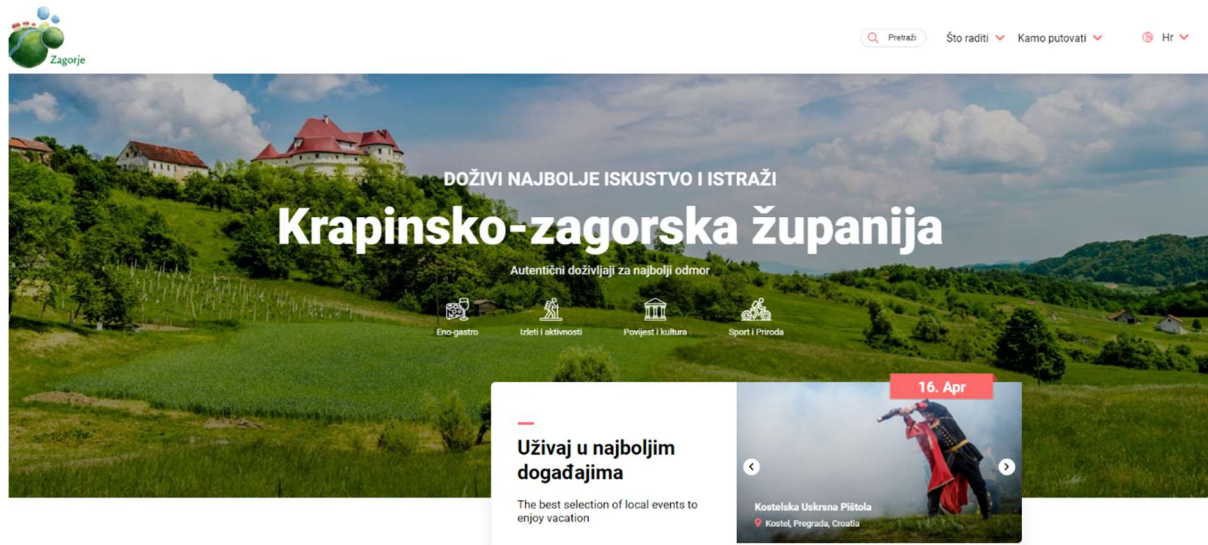 Zagorje
Pretraži
Što raditi
Kamo putovati
Hr
DOŽIVI NAJBOLJE ISKUSTVO I ISTRAŽI
Krapinsko-zagorska županija
Autentični doživljaji za najbolji odmor
Eno-gastro
Izleti i aktivnosti
Povijest i kultura
Sport i Priroda
Uživaj u najboljim
događajima
The best selection of local events to
enjoy vacation
16. Apr
Kostelska Uskrsna Pištola
Kostel, Pregrada, Croatia